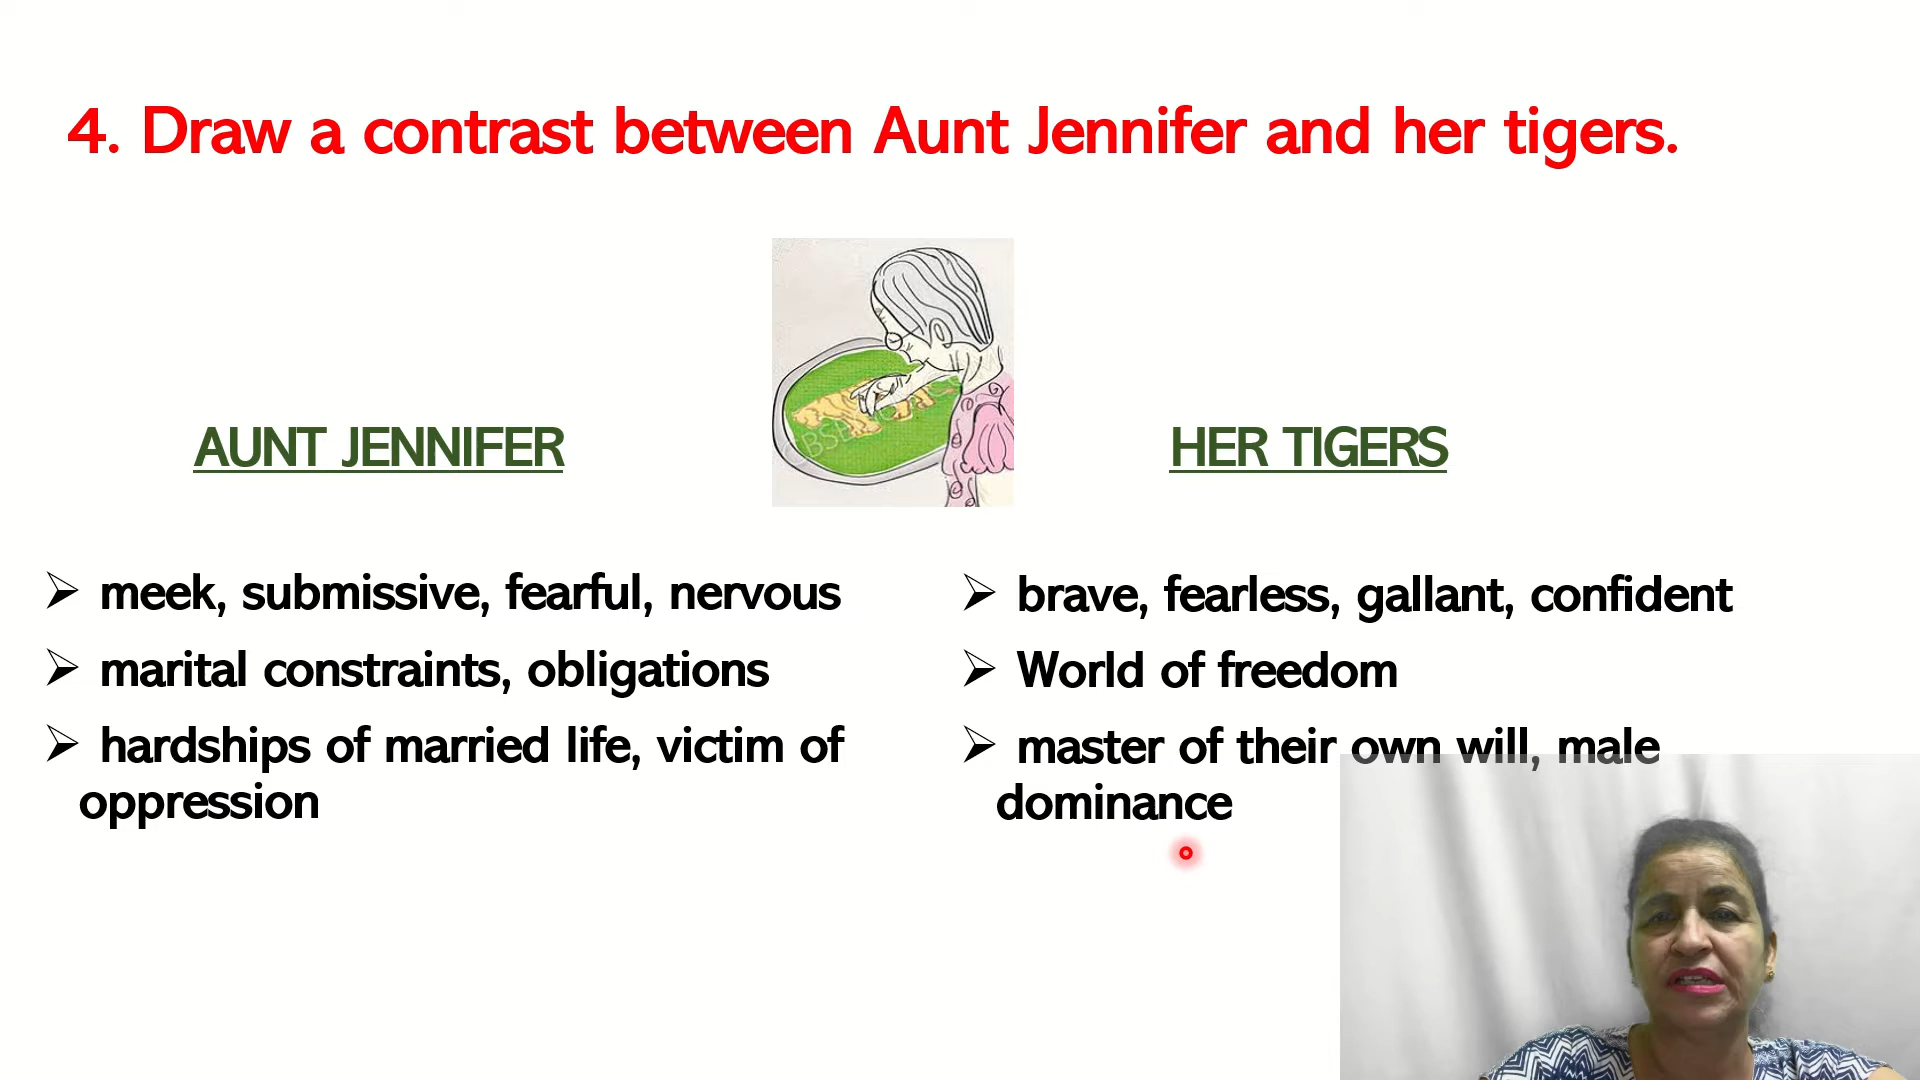 4. Draw a contrast between Aunt Jennifer and her tigers.
AUNT JENNIFER
HER TIGERS
➢ meek, submissive, fearful, nervous
➢ marital constraints, obligations
➢ hardships of married life, victim of
oppression
➢ brave, fearless, gallant, confident
➢ World of freedom
➢ master of their own will, male
dominance